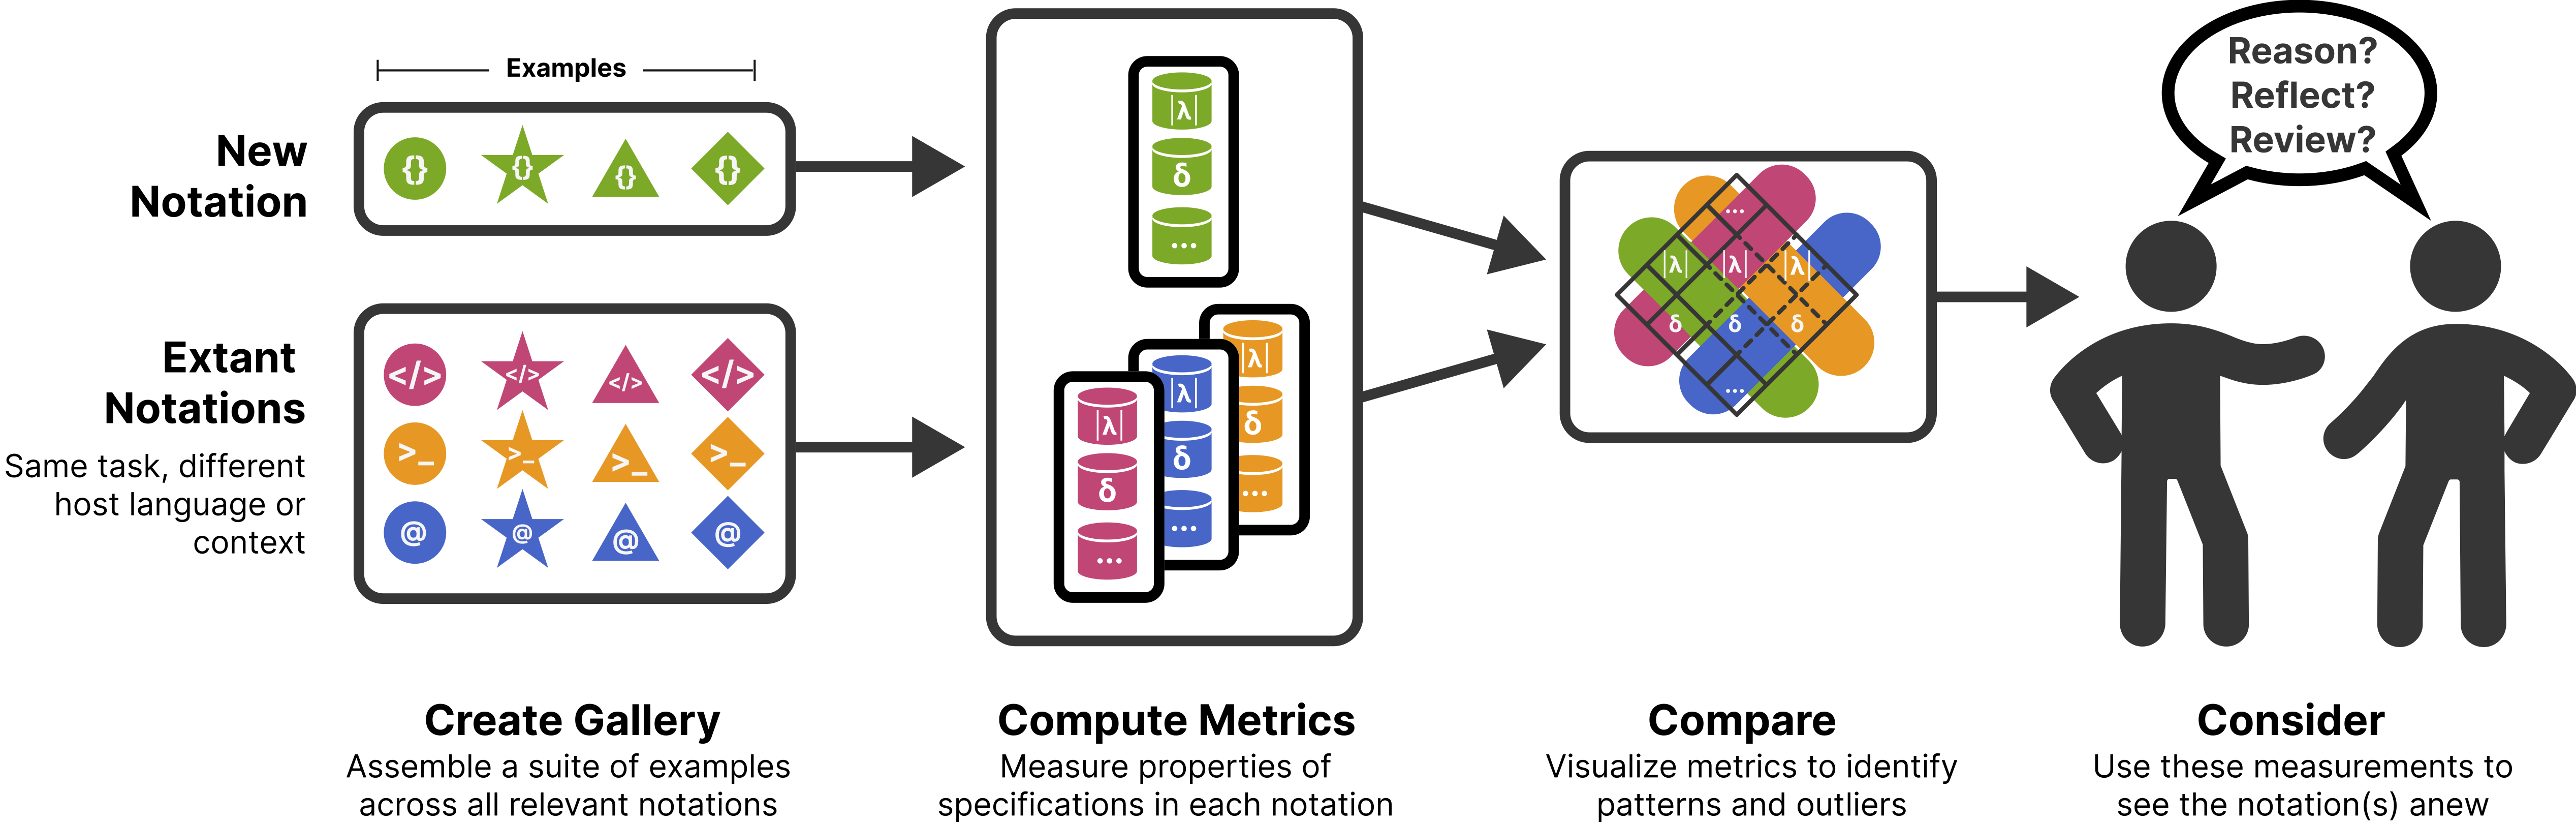 Examples
New
Notation
{} {} {} {}
Extant
Notations
Same task, different
host language or
context
</> </> </> </>
>_ >_ >_ >_
@ @ @ @
|λ|
δ
...
|λ|
δ
...
|λ|
δ
...
|λ|
δ
...
...
|λ| |λ| λ|
δ δ δ
...
Reason?
Reflect?
Review?
Create Gallery
Assemble a suite of examples
across all relevant notations
Compute Metrics
Measure properties of
specifications in each notation
Compare
Visualize metrics to identify
patterns and outliers
Consider
Use these measurements to
see the notation(s) anew